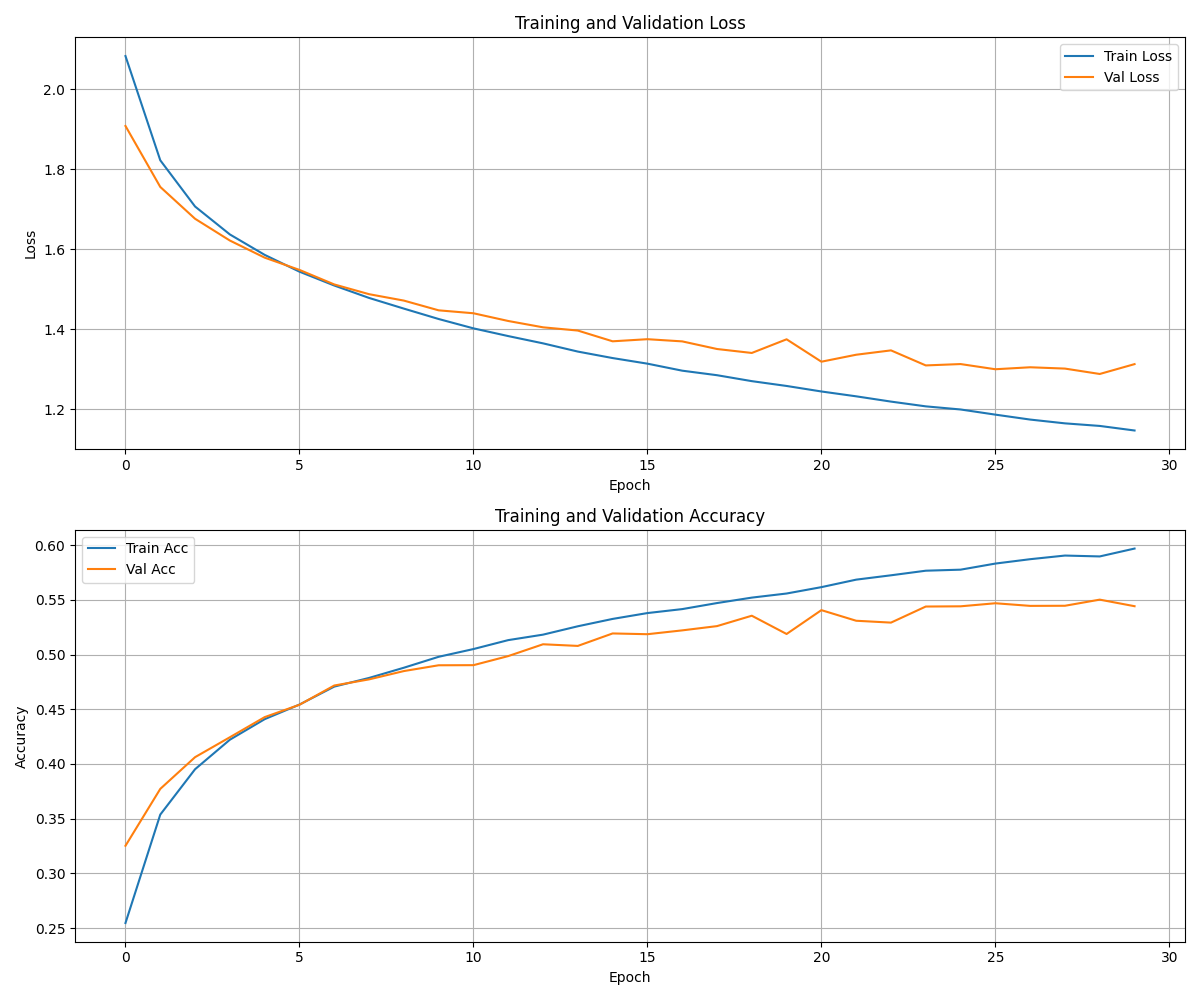 Training and Validation Loss
Train Loss
Val Loss
2.0
1.8
1.6
1.4
1.2
Loss
0 5 10 15 20 25 30
Epoch
Training and Validation Accuracy
Train Acc
Val Acc
0.60
0.55
0.50
0.45
0.40
0.35
0.30
0.25
Accuracy
0 5 10 15 20 25 30
Epoch